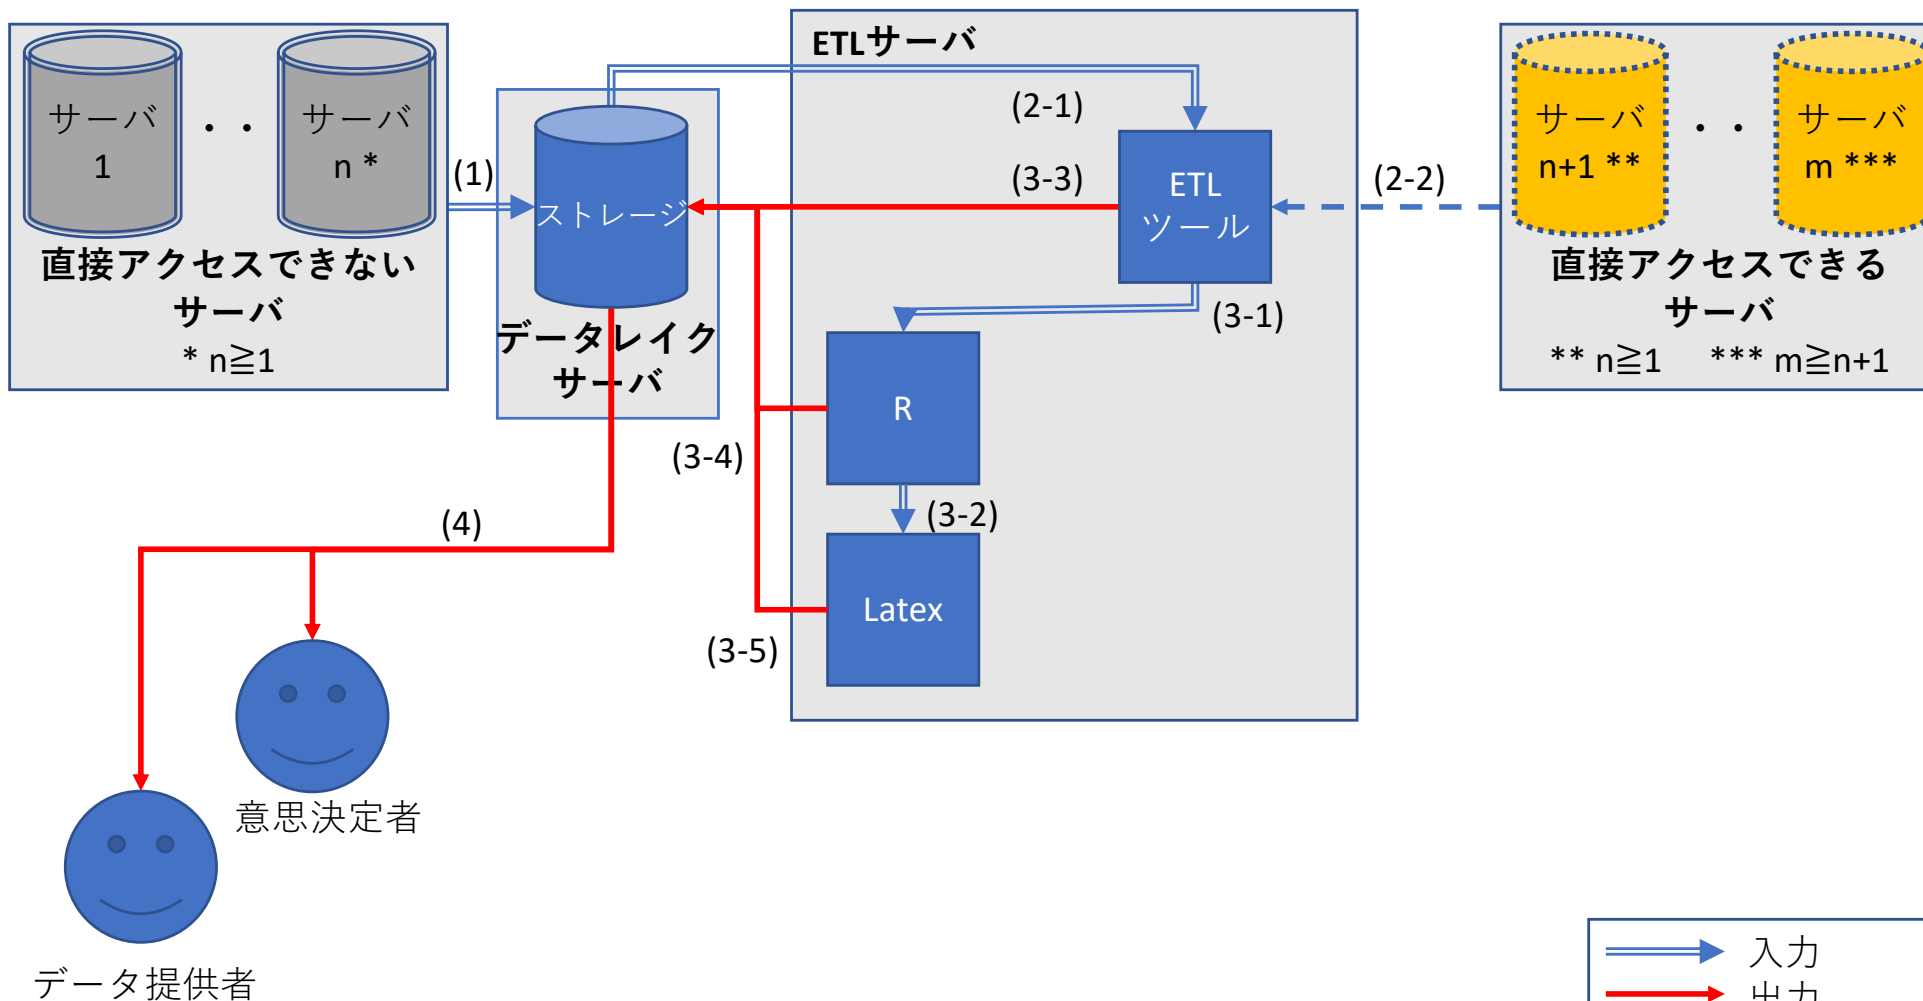 サーバ
1
・・
サーバ
n *
直接アクセスできない
サーバ
* n≧1
(1)
ストレージ
データレイク
サーバ
ETLサーバ
(2-1)
(3-3)
ETL
ツール
(2-2)
(3-1)
R
(3-4)
(3-2)
Latex
(3-5)
サーバ
n+1 **
・・
サーバ
m ***
直接アクセスできる
サーバ
** n≧1 *** m≧n+1
(4)
意思決定者
データ提供者
入力
出力